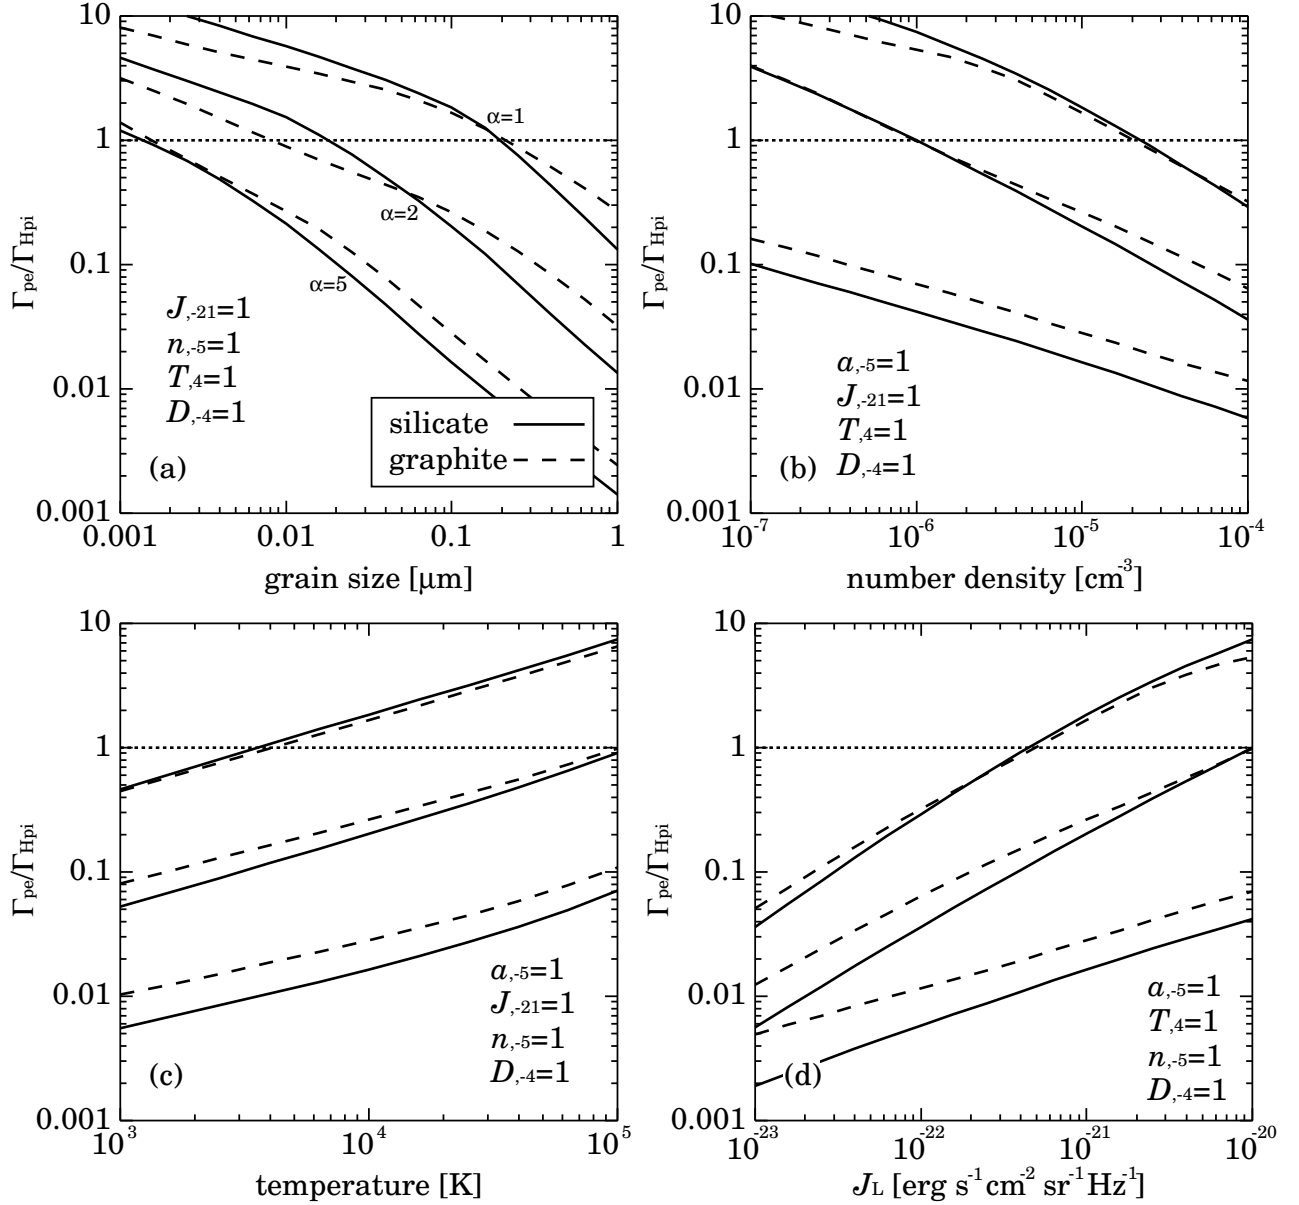 10
1
0.1
0.01
0.001
Γpe/ΓHpi
α=1
α=2
α=5
J,-21=1
n,-5=1
T,4=1
D,-4=1
silicate
graphite
(a)
0.001 0.01 0.1 1
grain size [μm]
10
1
0.1
0.01
0.001
Γpe/ΓHpi
a,-5=1
J,-21=1
T,4=1
D,-4=1
(b)
10-7 10-6 10-5 10-4
number density [cm-3]
10
1
0.1
0.01
0.001
Γpe/ΓHpi
a,-5=1
J,-21=1
n,-5=1
D,-4=1
(c)
103 104 105
temperature [K]
10
1
0.1
0.01
0.001
Γpe/ΓHpi
a,-5=1
T,4=1
n,-5=1
D,-4=1
(d)
10-23 10-22 10-21 10-20
JL [erg s-1cm-2 sr-1Hz-1]